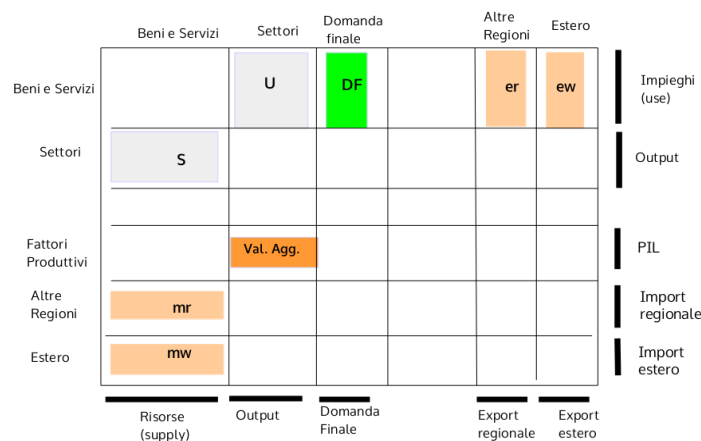 Beni e Servizi
Settori
Domanda
finale
Altre
Regioni
Estero
Beni e Servizi
U
DF
er
ew
Impieghi
(use)
Settori
S
Output
Fattori
Produttivi
Val. Agg.
PIL
Altre
Regioni
mr
Import
regionale
Estero
mw
Import
estero
Risorse
(supply)
Output
Domanda
Finale
Export
regionale
Export
estero